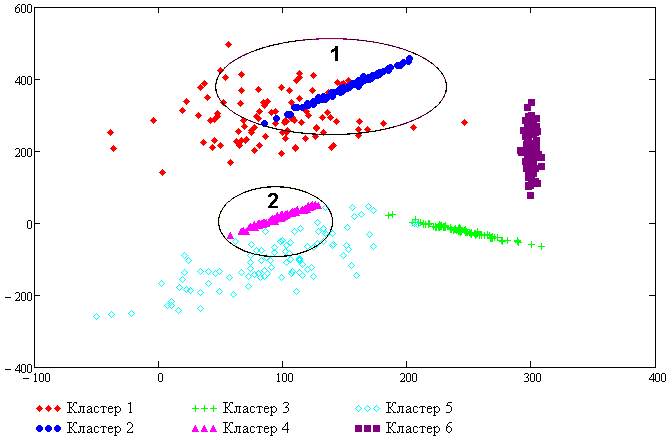 600
400
200
0
− 200
− 400
− 100
0
100
200
300
400
1
2
Кластер 1
Кластер 2
Кластер 3
Кластер 4
Кластер 5
Кластер 6